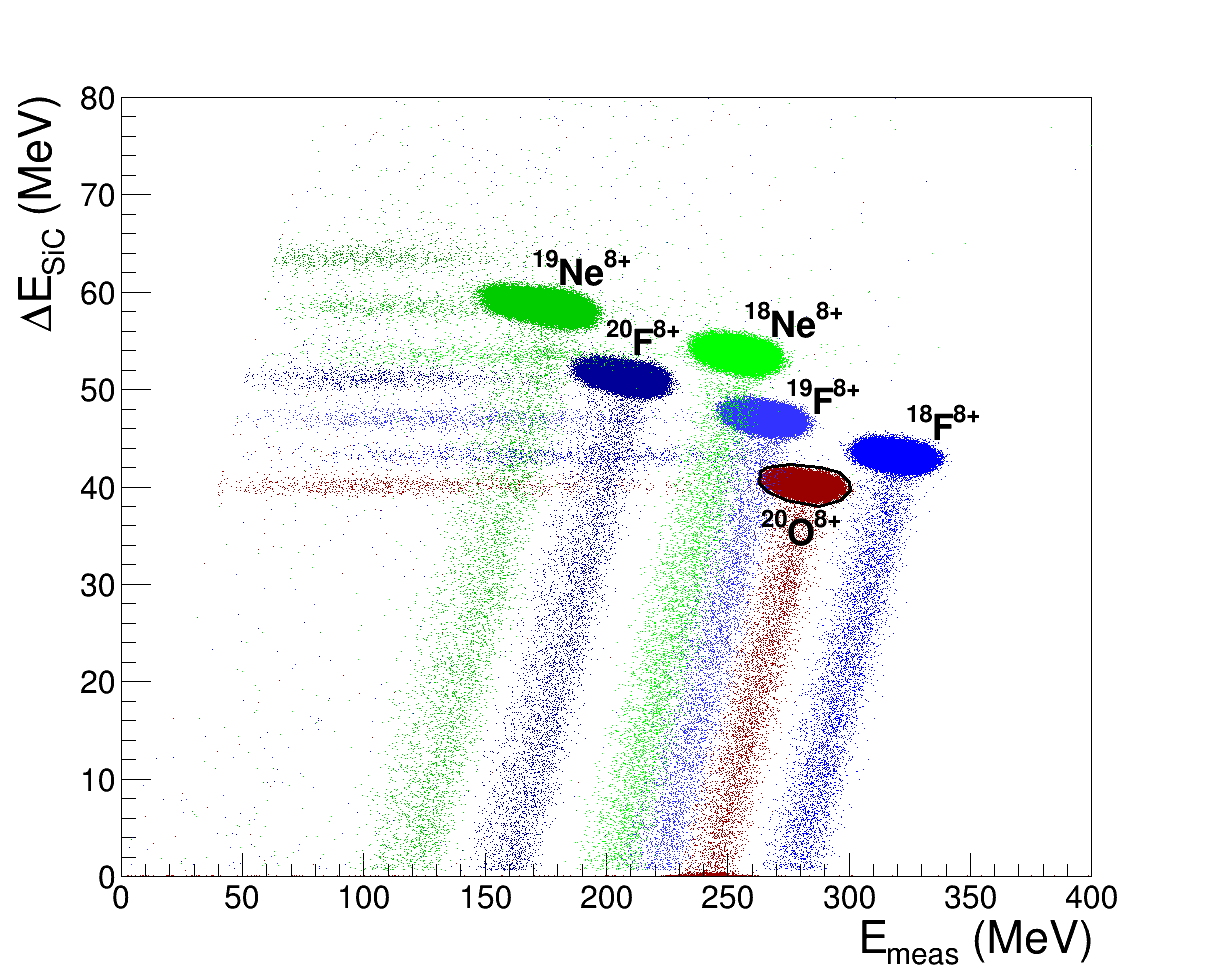 ΔE_SiC (MeV)
80
70
60
50
40
30
20
10
0
¹⁹Ne⁸⁺
²⁰F⁸⁺
¹⁸Ne⁸⁺
¹⁹F⁸⁺
¹⁸F⁸⁺
²⁰O⁸⁺
0 50 100 150 200 250 300 350 400
E_meas (MeV)